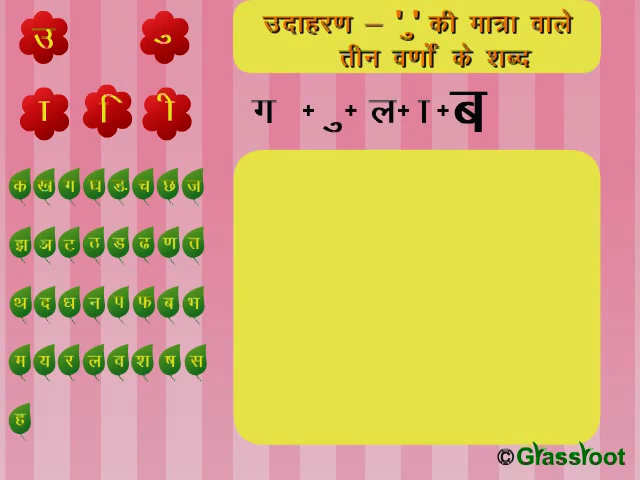 उदाहरण – 'ु' की मात्रा वाले
तीन वर्णों के शब्द
उ ु
ा ि ी
ग + ु + ल + ा + ब
क ख ग घ ङ च छ ज
झ ञ ट ठ ड ढ ण त
थ द ध न प फ ब भ
म य र ल व श ष स
ह
©Grassroot